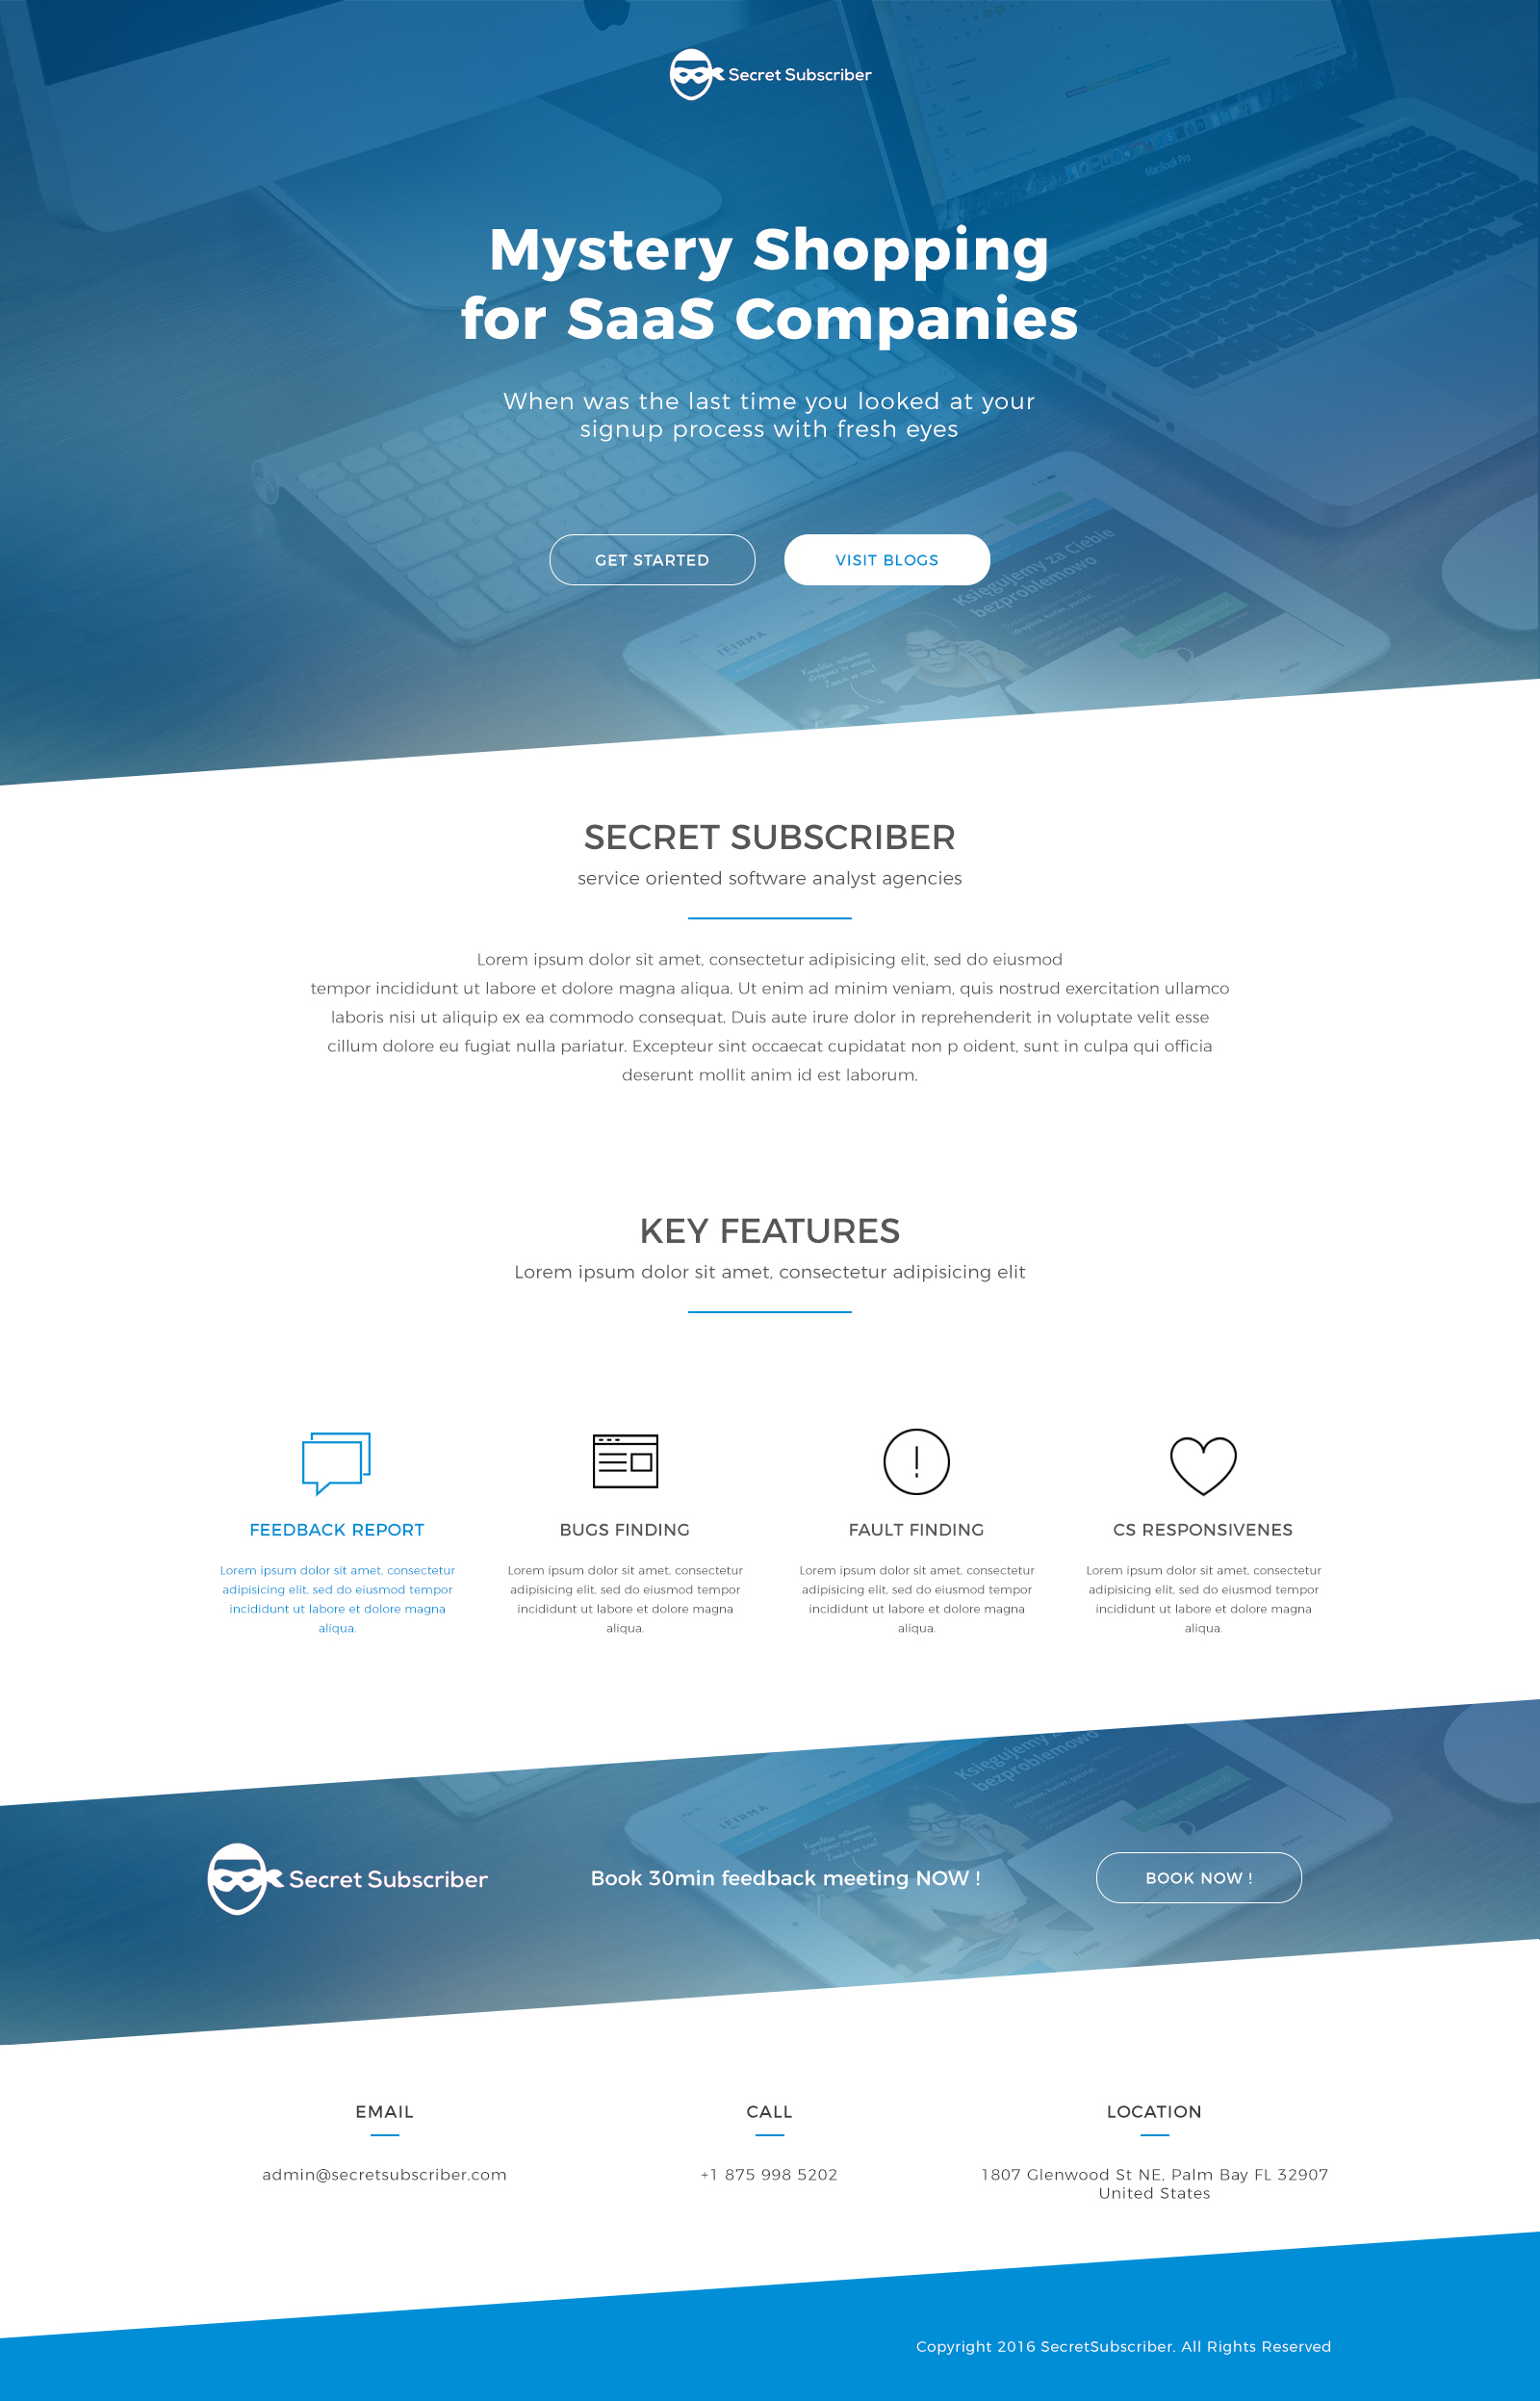 Secret Subscriber
MacBook Pro
Mystery Shopping
for SaaS Companies
When was the last time you looked at your
signup process with fresh eyes
GET STARTED
VISIT BLOGS
Księgujemy za Ciebie
bezproblemowo
IFIRMA
SECRET SUBSCRIBER
service oriented software analyst agencies
Lorem ipsum dolor sit amet, consectetur adipisicing elit, sed do eiusmod
tempor incididunt ut labore et dolore magna aliqua. Ut enim ad minim veniam, quis nostrud exercitation ullamco
laboris nisi ut aliquip ex ea commodo consequat. Duis aute irure dolor in reprehenderit in voluptate velit esse
cillum dolore eu fugiat nulla pariatur. Excepteur sint occaecat cupidatat non p oident, sunt in culpa qui officia
deserunt mollit anim id est laborum.
KEY FEATURES
Lorem ipsum dolor sit amet, consectetur adipisicing elit
FEEDBACK REPORT
Lorem ipsum dolor sit amet, consectetur
adipisicing elit, sed do eiusmod tempor
incididunt ut labore et dolore magna
aliqua.
BUGS FINDING
Lorem ipsum dolor sit amet, consectetur
adipisicing elit, sed do eiusmod tempor
incididunt ut labore et dolore magna
aliqua.
FAULT FINDING
Lorem ipsum dolor sit amet, consectetur
adipisicing elit, sed do eiusmod tempor
incididunt ut labore et dolore magna
aliqua.
CS RESPONSIVENES
Lorem ipsum dolor sit amet, consectetur
adipisicing elit, sed do eiusmod tempor
incididunt ut labore et dolore magna
aliqua.
Księgujemy
bezproblemowo
IFIRMA
Secret Subscriber
Book 30min feedback meeting NOW !
BOOK NOW !
EMAIL
admin@secretsubscriber.com
CALL
+1 875 998 5202
LOCATION
1807 Glenwood St NE, Palm Bay FL 32907
United States
Copyright 2016 SecretSubscriber. All Rights Reserved